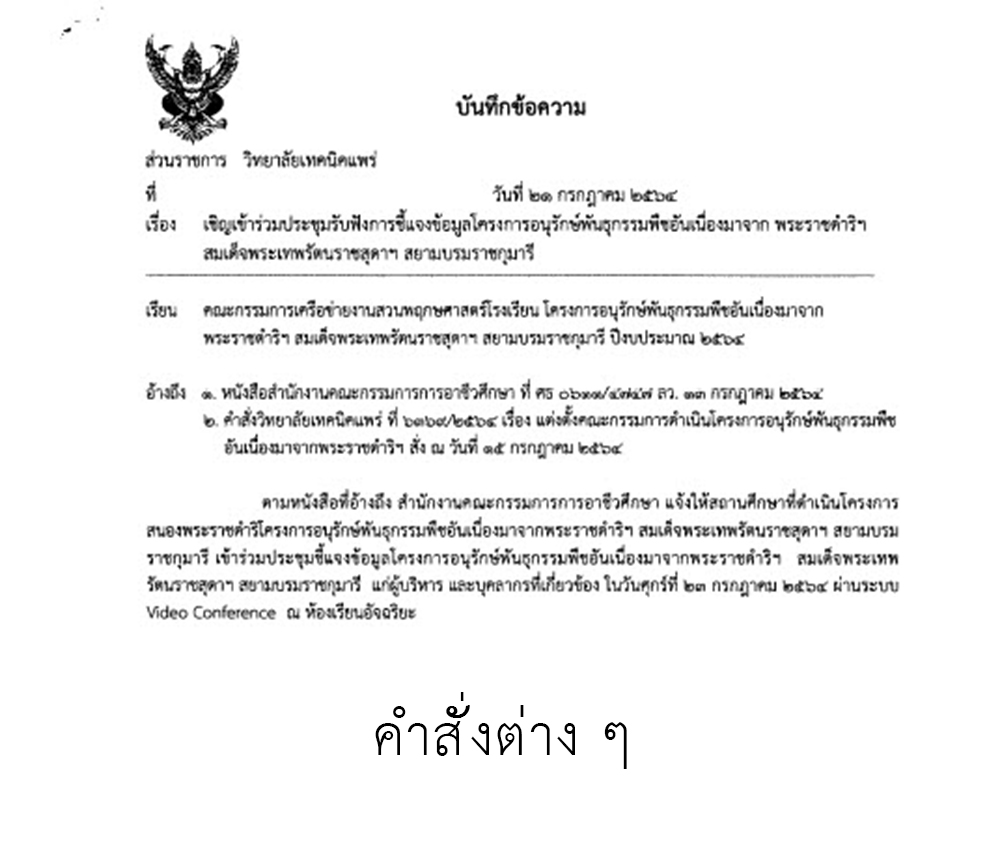 บันทึกข้อความ
ส่วนราชการ วิทยาลัยเทคนิคแพร่
ที่ วันที่ ๒๑ กรกฎาคม ๒๕๖๔
เรื่อง เชิญเข้าร่วมประชุมรับฟังการชี้แจงข้อมูลโครงการอนุรักษ์พันธุกรรมพืชอันเนื่องมาจาก พระราชดำริฯ
สมเด็จพระเทพรัตนราชสุดาฯ สยามบรมราชกุมารี
เรียน คณะกรรมการเครือข่ายงานสวนพฤกษศาสตร์โรงเรียน โครงการอนุรักษ์พันธุกรรมพืชอันเนื่องมาจาก
พระราชดำริฯ สมเด็จพระเทพรัตนราชสุดาฯ สยามบรมราชกุมารี ปีงบประมาณ ๒๕๖๔
อ้างถึง ๑. หนังสือสำนักงานคณะกรรมการการอาชีวศึกษา ที่ ศธ ลว. ๑๓ กรกฎาคม ๒๕๖๔
๒. คำสั่งวิทยาลัยเทคนิคแพร่ ที่ ๖๓๖๙/๒๕๖๔ เรื่อง แต่งตั้งคณะกรรมการดำเนินโครงการอนุรักษ์พันธุกรรมพืช
อันเนื่องมาจากพระราชดำริฯ สั่ง ณ วันที่ ๑๕ กรกฎาคม ๒๕๖๔
ตามหนังสือที่อ้างถึง สำนักงานคณะกรรมการการอาชีวศึกษา แจ้งให้สถานศึกษาที่ดำเนินโครงการ
สนองพระราชดำริโครงการอนุรักษ์พันธุกรรมพืชอันเนื่องมาจากพระราชดำริฯ สมเด็จพระเทพรัตนราชสุดาฯ สยามบรม
ราชกุมารี เข้าร่วมประชุมชี้แจงข้อมูลโครงการอนุรักษ์พันธุกรรมพืชอันเนื่องมาจากพระราชดำริฯ สมเด็จพระเทพ
รัตนราชสุดาฯ สยามบรมราชกุมารี แก่ผู้บริหาร และบุคลากรที่เกี่ยวข้อง ในวันศุกร์ที่ ๒๓ กรกฎาคม ๒๕๖๔ ผ่านระบบ
Video Conference ณ ห้องเรียนอัจฉริยะ
คำสั่งต่าง ๆ